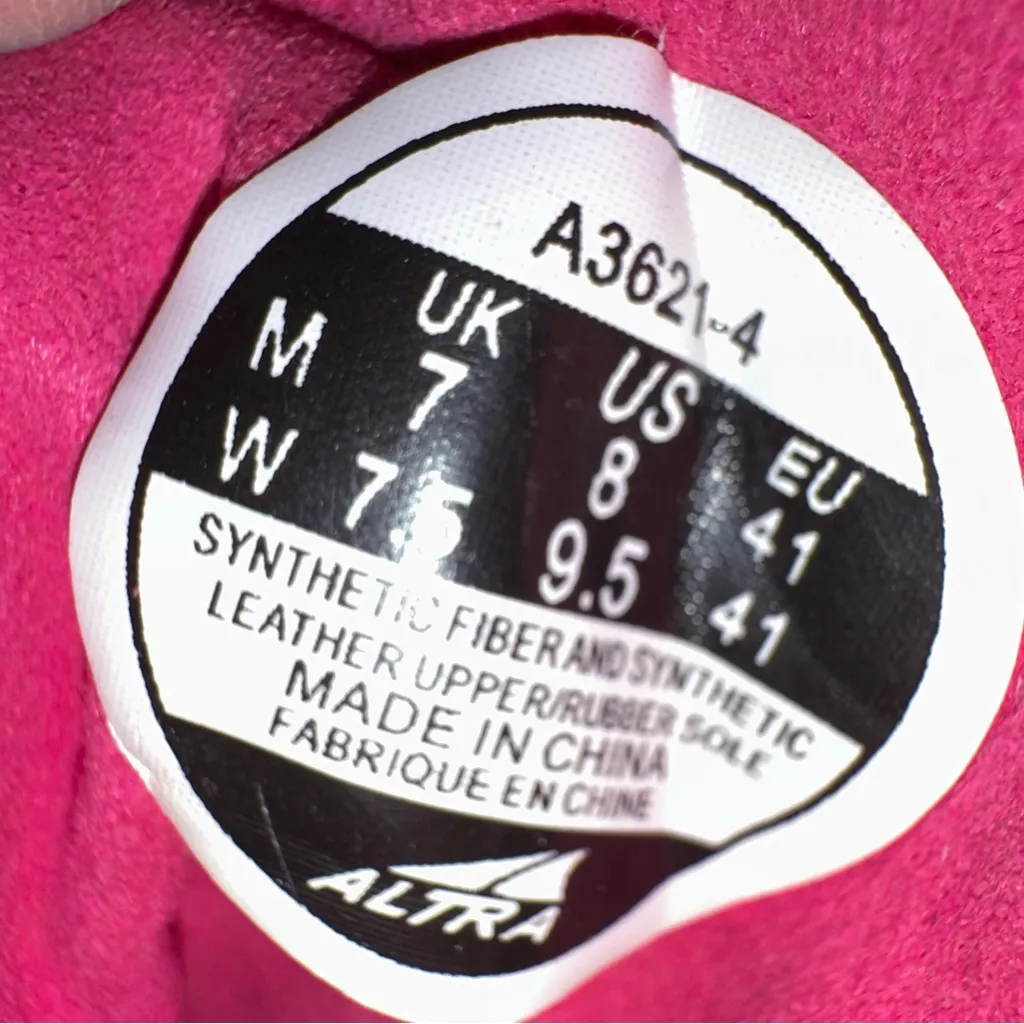 A3621-4
UK US EU
M 7 8 41
W 7.5 9.5 41
SYNTHETIC FIBER AND SYNTHETIC
LEATHER UPPER/RUBBER SOLE
MADE IN CHINA
FABRIQUE EN CHINE
ALTRA